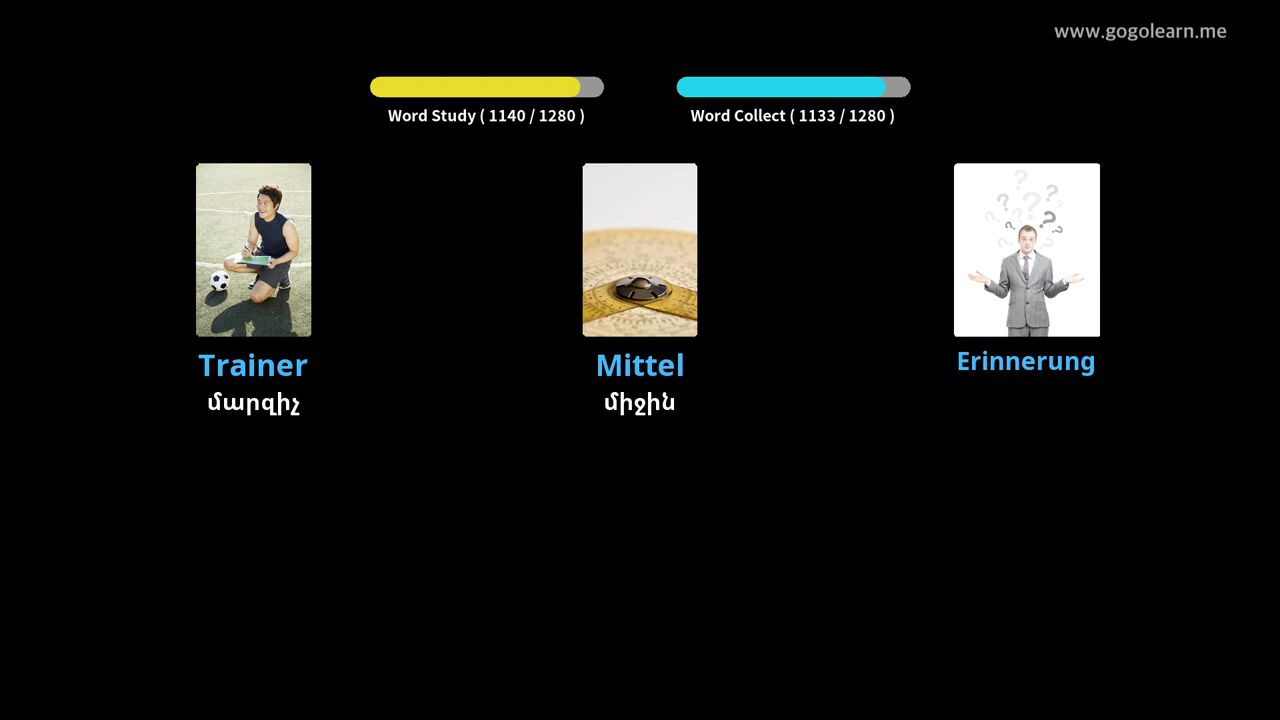 www.gogolearn.me
Word Study ( 1140 / 1280 )
Word Collect ( 1133 / 1280 )
Trainer
մարզիչ
Mittel
միջին
Erinnerung